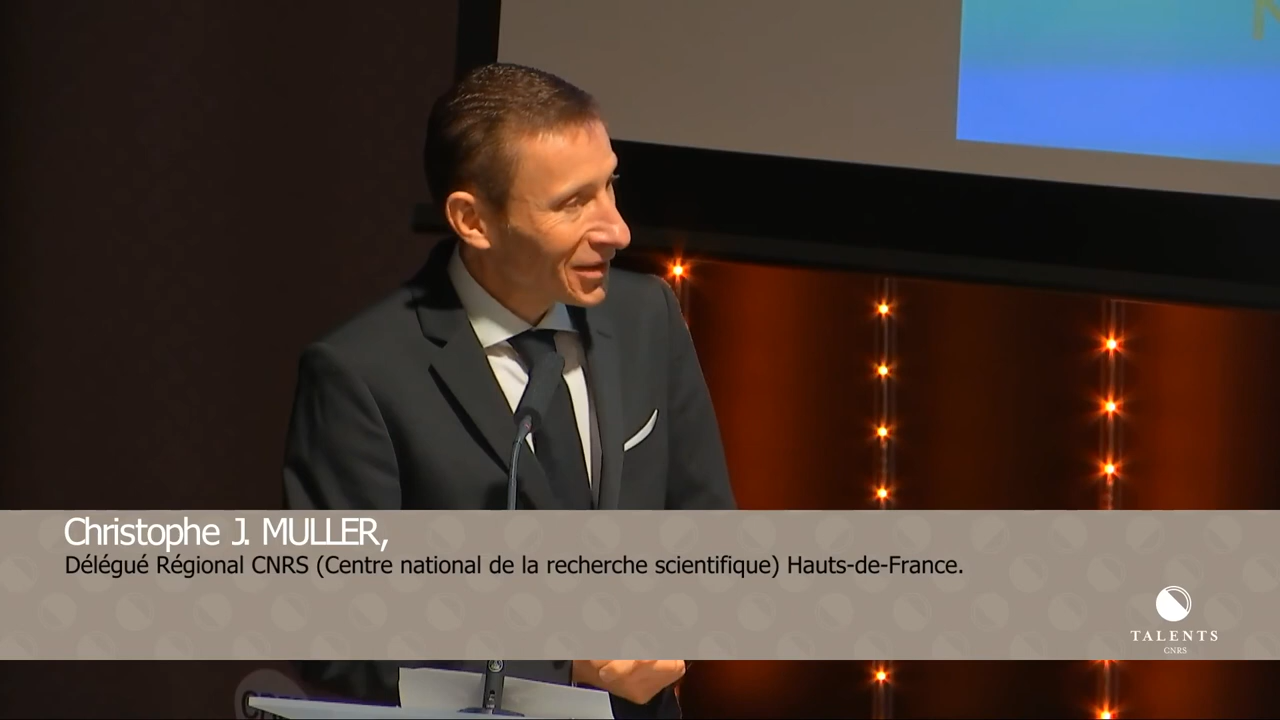 Christophe J. MULLER,
Délégué Régional CNRS (Centre national de la recherche scientifique) Hauts-de-France.
TALENTS
CNRS